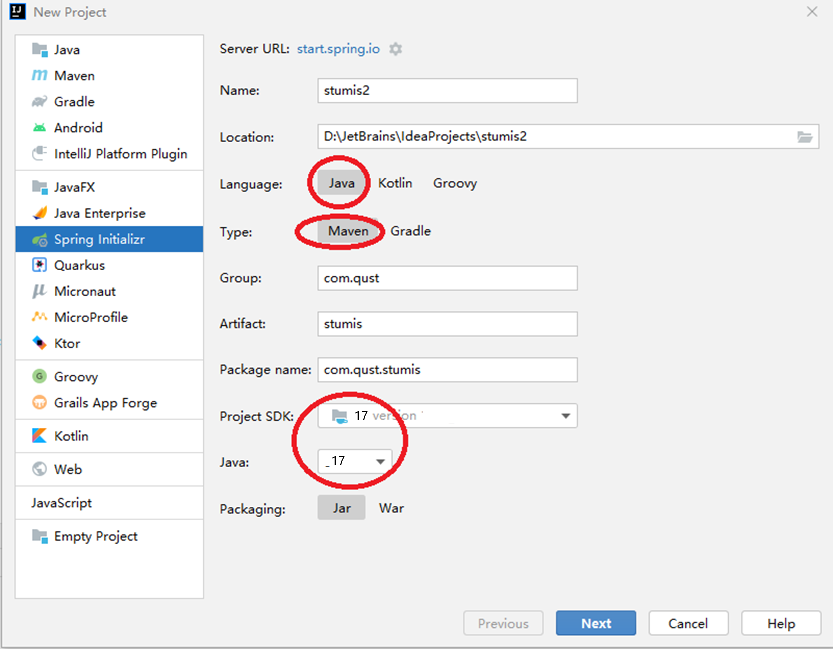 New Project
Java
Maven
Gradle
Android
IntelliJ Platform Plugin
JavaFX
Java Enterprise
Spring Initializr
Quarkus
Micronaut
MicroProfile
Ktor
Groovy
Grails App Forge
Kotlin
Web
JavaScript
Empty Project
Server URL: start.spring.io
Name: stumis2
Location: D:\JetBrains\IdeaProjects\stumis2
Language: Java Kotlin Groovy
Type: Maven Gradle
Group: com.qust
Artifact: stumis
Package name: com.qust.stumis
Project SDK: 17 version
Java: 17
Packaging: Jar War
Previous Next Cancel Help